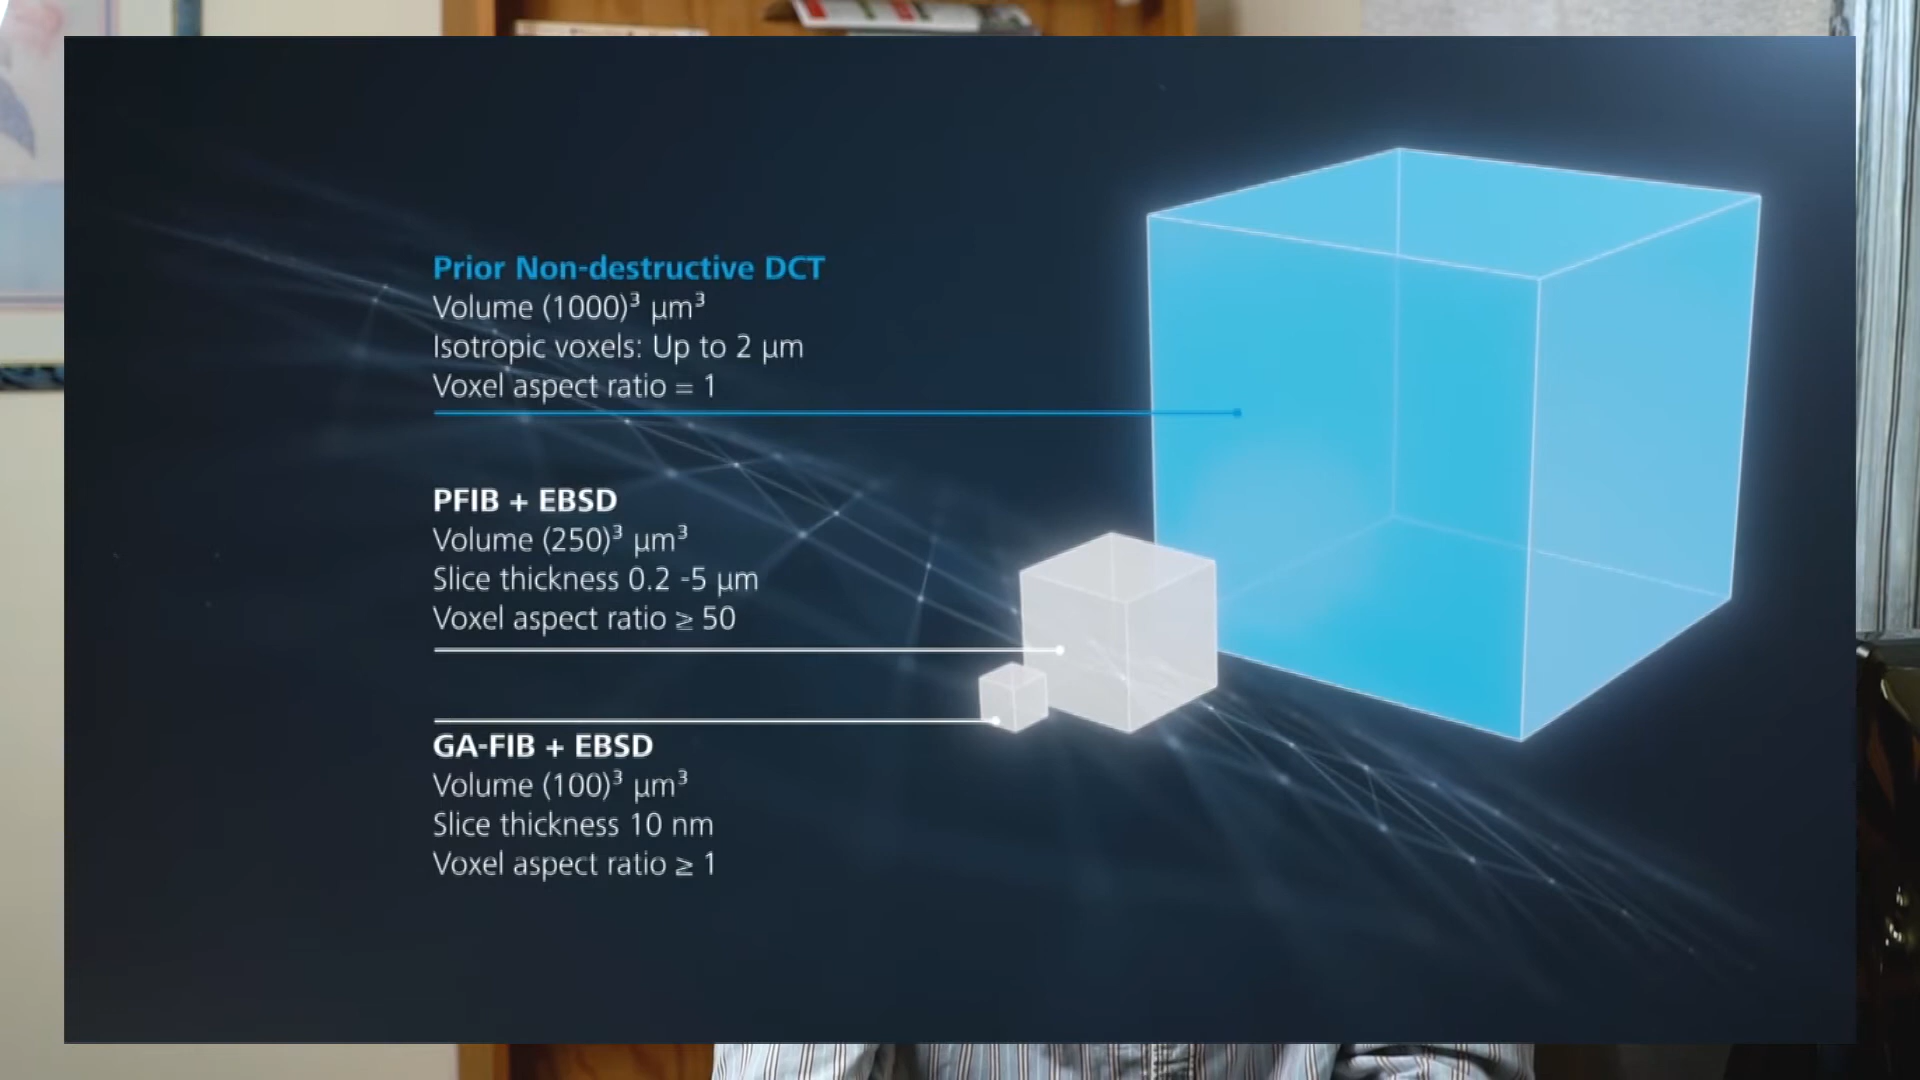 Prior Non-destructive DCT
Volume (1000)³ µm³
Isotropic voxels: Up to 2 µm
Voxel aspect ratio = 1
PFIB + EBSD
Volume (250)³ µm³
Slice thickness 0.2 -5 µm
Voxel aspect ratio ≥ 50
GA-FIB + EBSD
Volume (100)³ µm³
Slice thickness 10 nm
Voxel aspect ratio ≥ 1